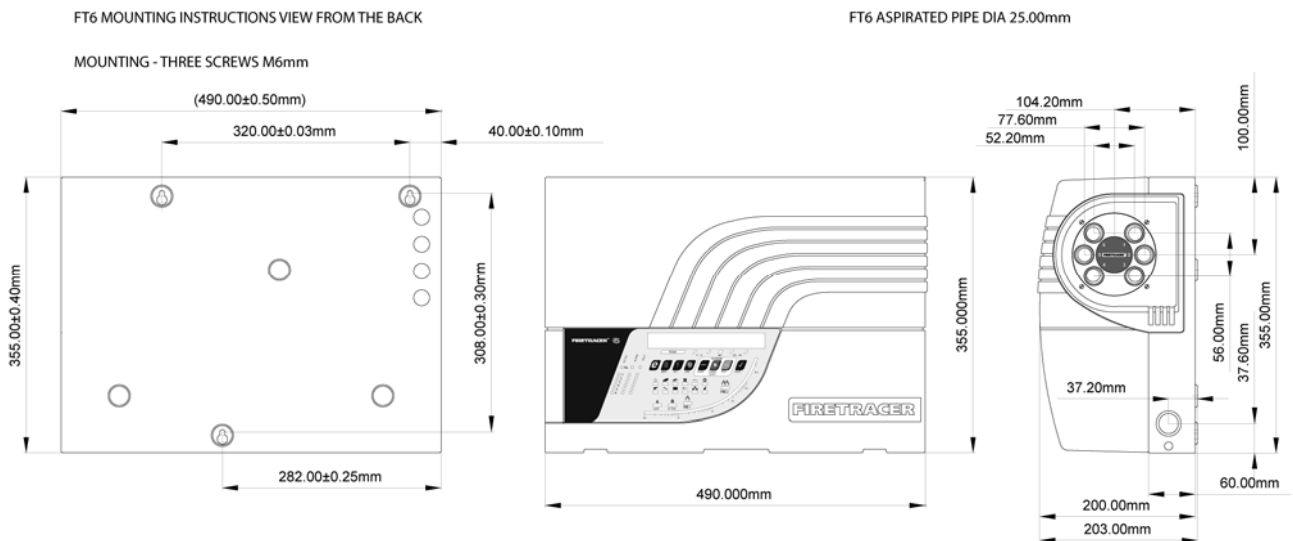 FT6 MOUNTING INSTRUCTIONS VIEW FROM THE BACK
FT6 ASPIRATED PIPE DIA 25.00mm
MOUNTING - THREE SCREWS M6mm
(490.00±0.50mm)
320.00±0.03mm
40.00±0.10mm
355.00±0.40mm
308.00±0.30mm
282.00±0.25mm
FIRETRACER
FIRETRACER
355.000mm
490.000mm
104.20mm
77.60mm
52.20mm
100.00mm
56.00mm
37.60mm
355.00mm
37.20mm
60.00mm
200.00mm
203.00mm